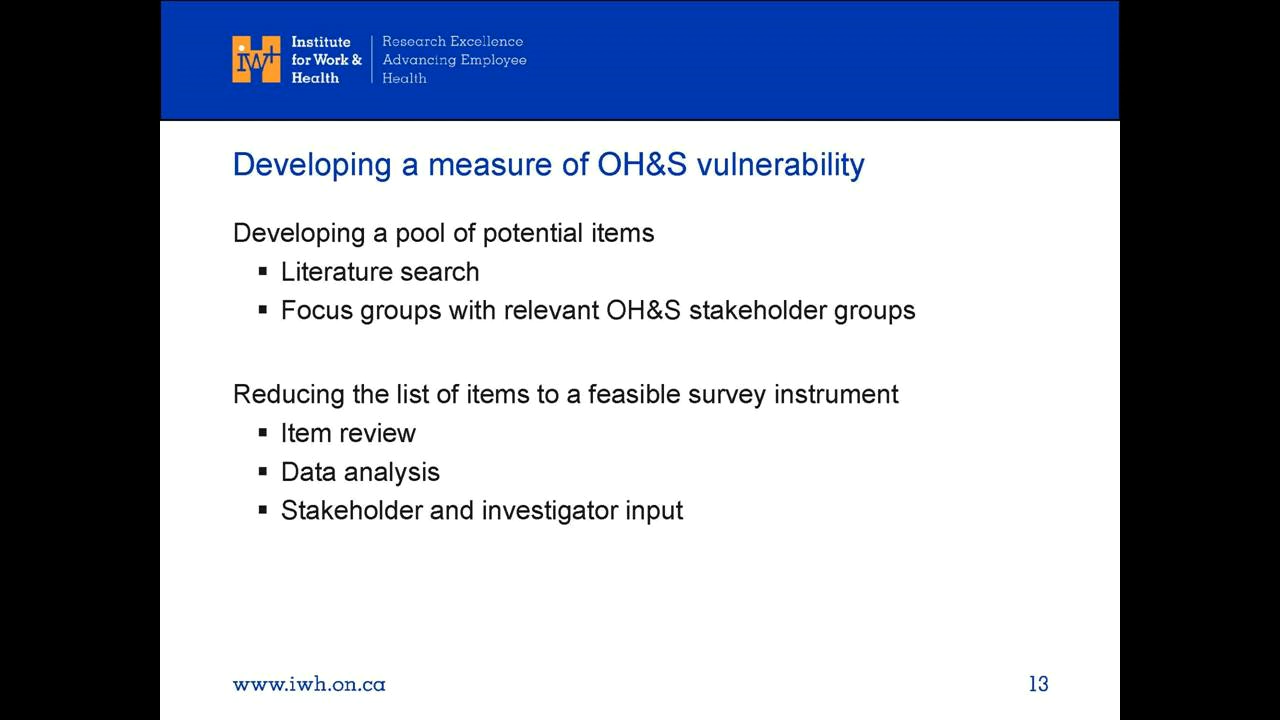 iw+
Institute
for Work &
Health
Research Excellence
Advancing Employee
Health
Developing a measure of OH&S vulnerability
Developing a pool of potential items
▪ Literature search
▪ Focus groups with relevant OH&S stakeholder groups
Reducing the list of items to a feasible survey instrument
▪ Item review
▪ Data analysis
▪ Stakeholder and investigator input
www.iwh.on.ca
13